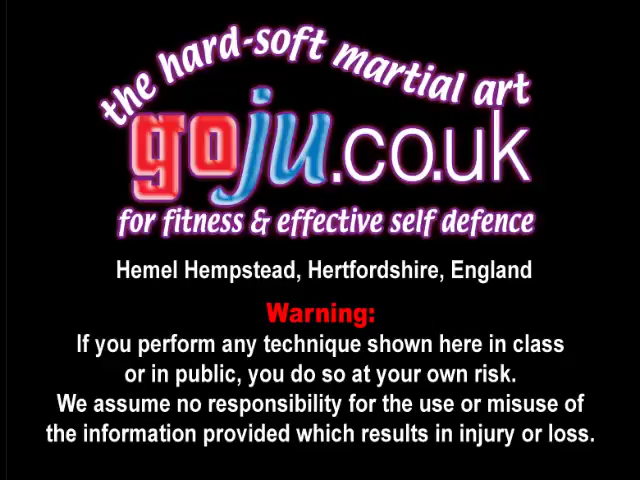 the hard-soft martial art
goju.co.uk
for fitness & effective self defence
Hemel Hempstead, Hertfordshire, England
Warning:
If you perform any technique shown here in class
or in public, you do so at your own risk.
We assume no responsibility for the use or misuse of
the information provided which results in injury or loss.